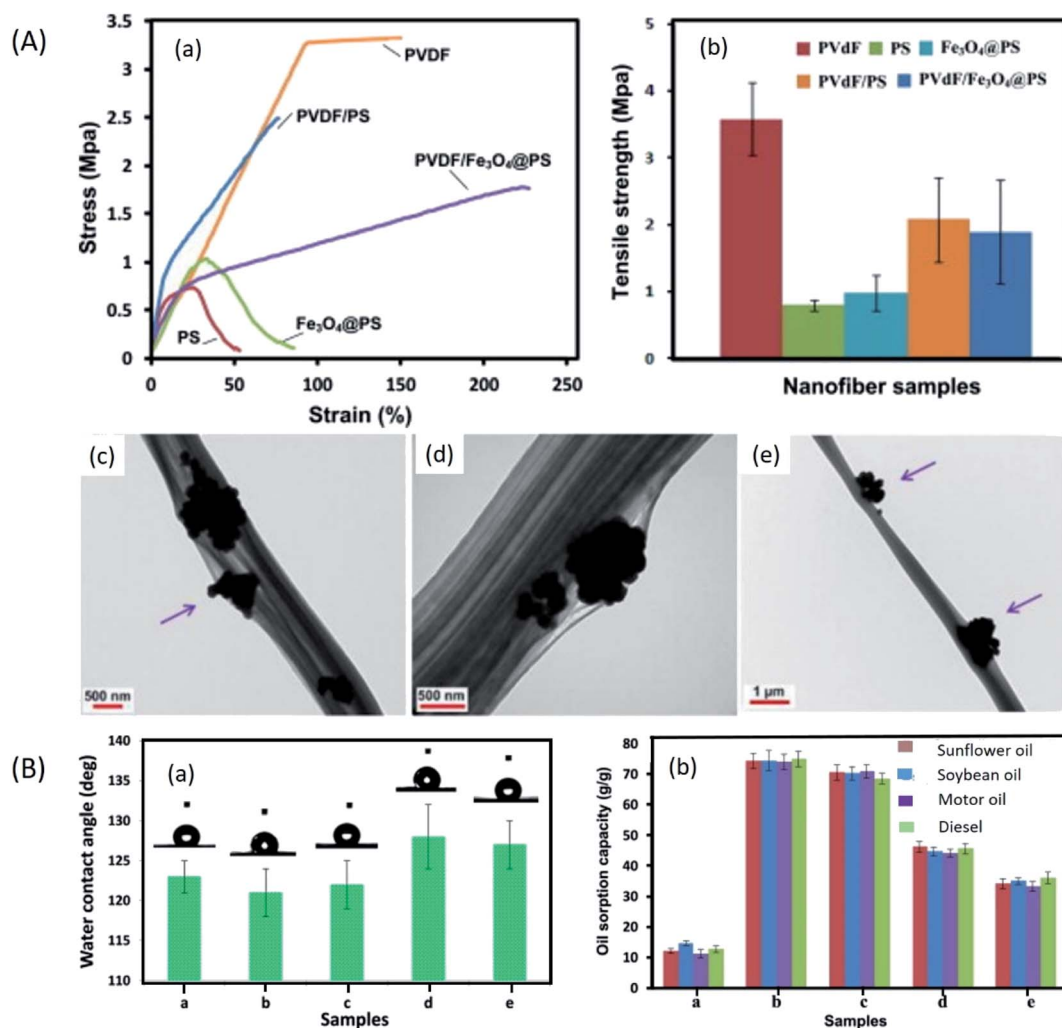 (A)
(a)
3.5
3
2.5
2
1.5
1
0.5
0
Stress (Mpa)
PVDF
PVDF/PS
PVDF/Fe₃O₄@PS
Fe₃O₄@PS
PS
0 50 100 150 200 250
Strain (%)
(b)
PVdF PS Fe₃O₄@PS
PVdF/PS PVdF/Fe₃O₄@PS
5
4
3
2
1
0
Tensile strength (Mpa)
Nanofiber samples
(c)
500 nm
(d)
500 nm
(e)
1 µm
(B)
(a)
140
135
130
125
120
115
110
Water contact angle (deg)
a b c d e
Samples
(b)
Sunflower oil
Soybean oil
Motor oil
Diesel
80
70
60
50
40
30
20
10
0
Oil sorption capacity (g/g)
a b c d e
Samples